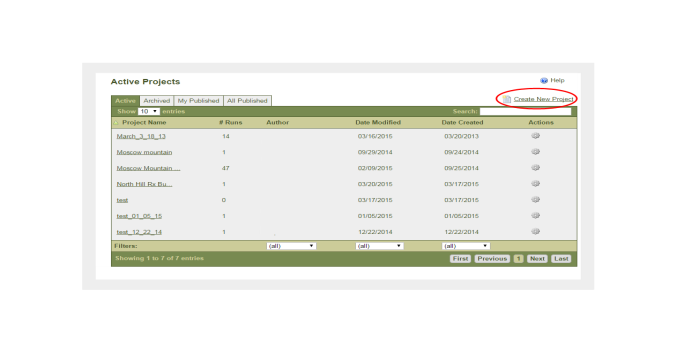 Active Projects
Help
Active Archived My Published All Published
Create New Project
Show 10 entries
Search:
Project Name # Runs Author Date Modified Date Created Actions
March_3_18_13 14 03/16/2015 03/20/2013
Moscow mountain 1 09/29/2014 09/24/2014
Moscow Mountain ... 47 02/09/2015 09/25/2014
North Hill Rx Bu... 1 03/20/2015 03/17/2015
test 0 03/17/2015 03/17/2015
test_01_05_15 1 01/05/2015 01/05/2015
test_12_22_14 1 12/22/2014 12/22/2014
Filters: (all) (all) (all)
Showing 1 to 7 of 7 entries
First Previous 1 Next Last